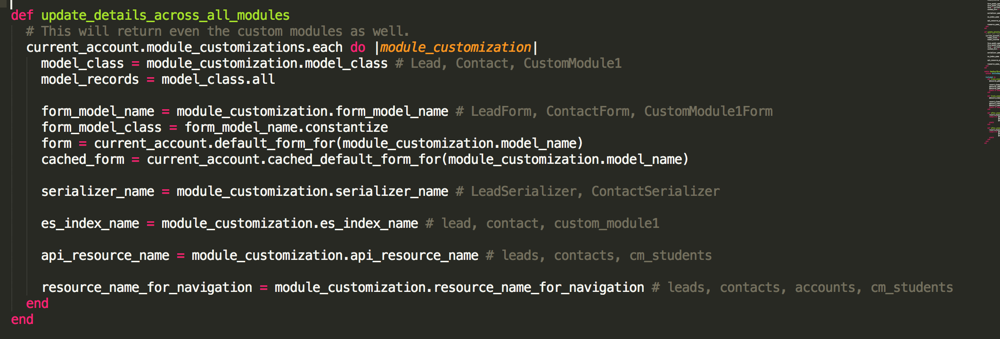 def update_details_across_all_modules
  # This will return even the custom modules as well.
  current_account.module_customizations.each do |module_customization|
    model_class = module_customization.model_class # Lead, Contact, CustomModule1
    model_records = model_class.all

    form_model_name = module_customization.form_model_name # LeadForm, ContactForm, CustomModule1Form
    form_model_class = form_model_name.constantize
    form = current_account.default_form_for(module_customization.model_name)
    cached_form = current_account.cached_default_form_for(module_customization.model_name)

    serializer_name = module_customization.serializer_name # LeadSerializer, ContactSerializer

    es_index_name = module_customization.es_index_name # lead, contact, custom_module1

    api_resource_name = module_customization.api_resource_name # leads, contacts, cm_students

    resource_name_for_navigation = module_customization.resource_name_for_navigation # leads, contacts, accounts, cm_students
  end
end